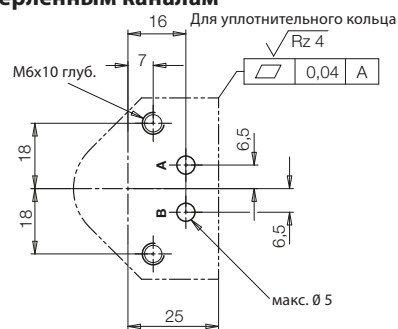 ерленным каналам
16
Для уплотнительного кольца
Rz 4
7
0,04 A
M6x10 глуб.
18
A
6,5
18
B
6,5
макс. Ø 5
25